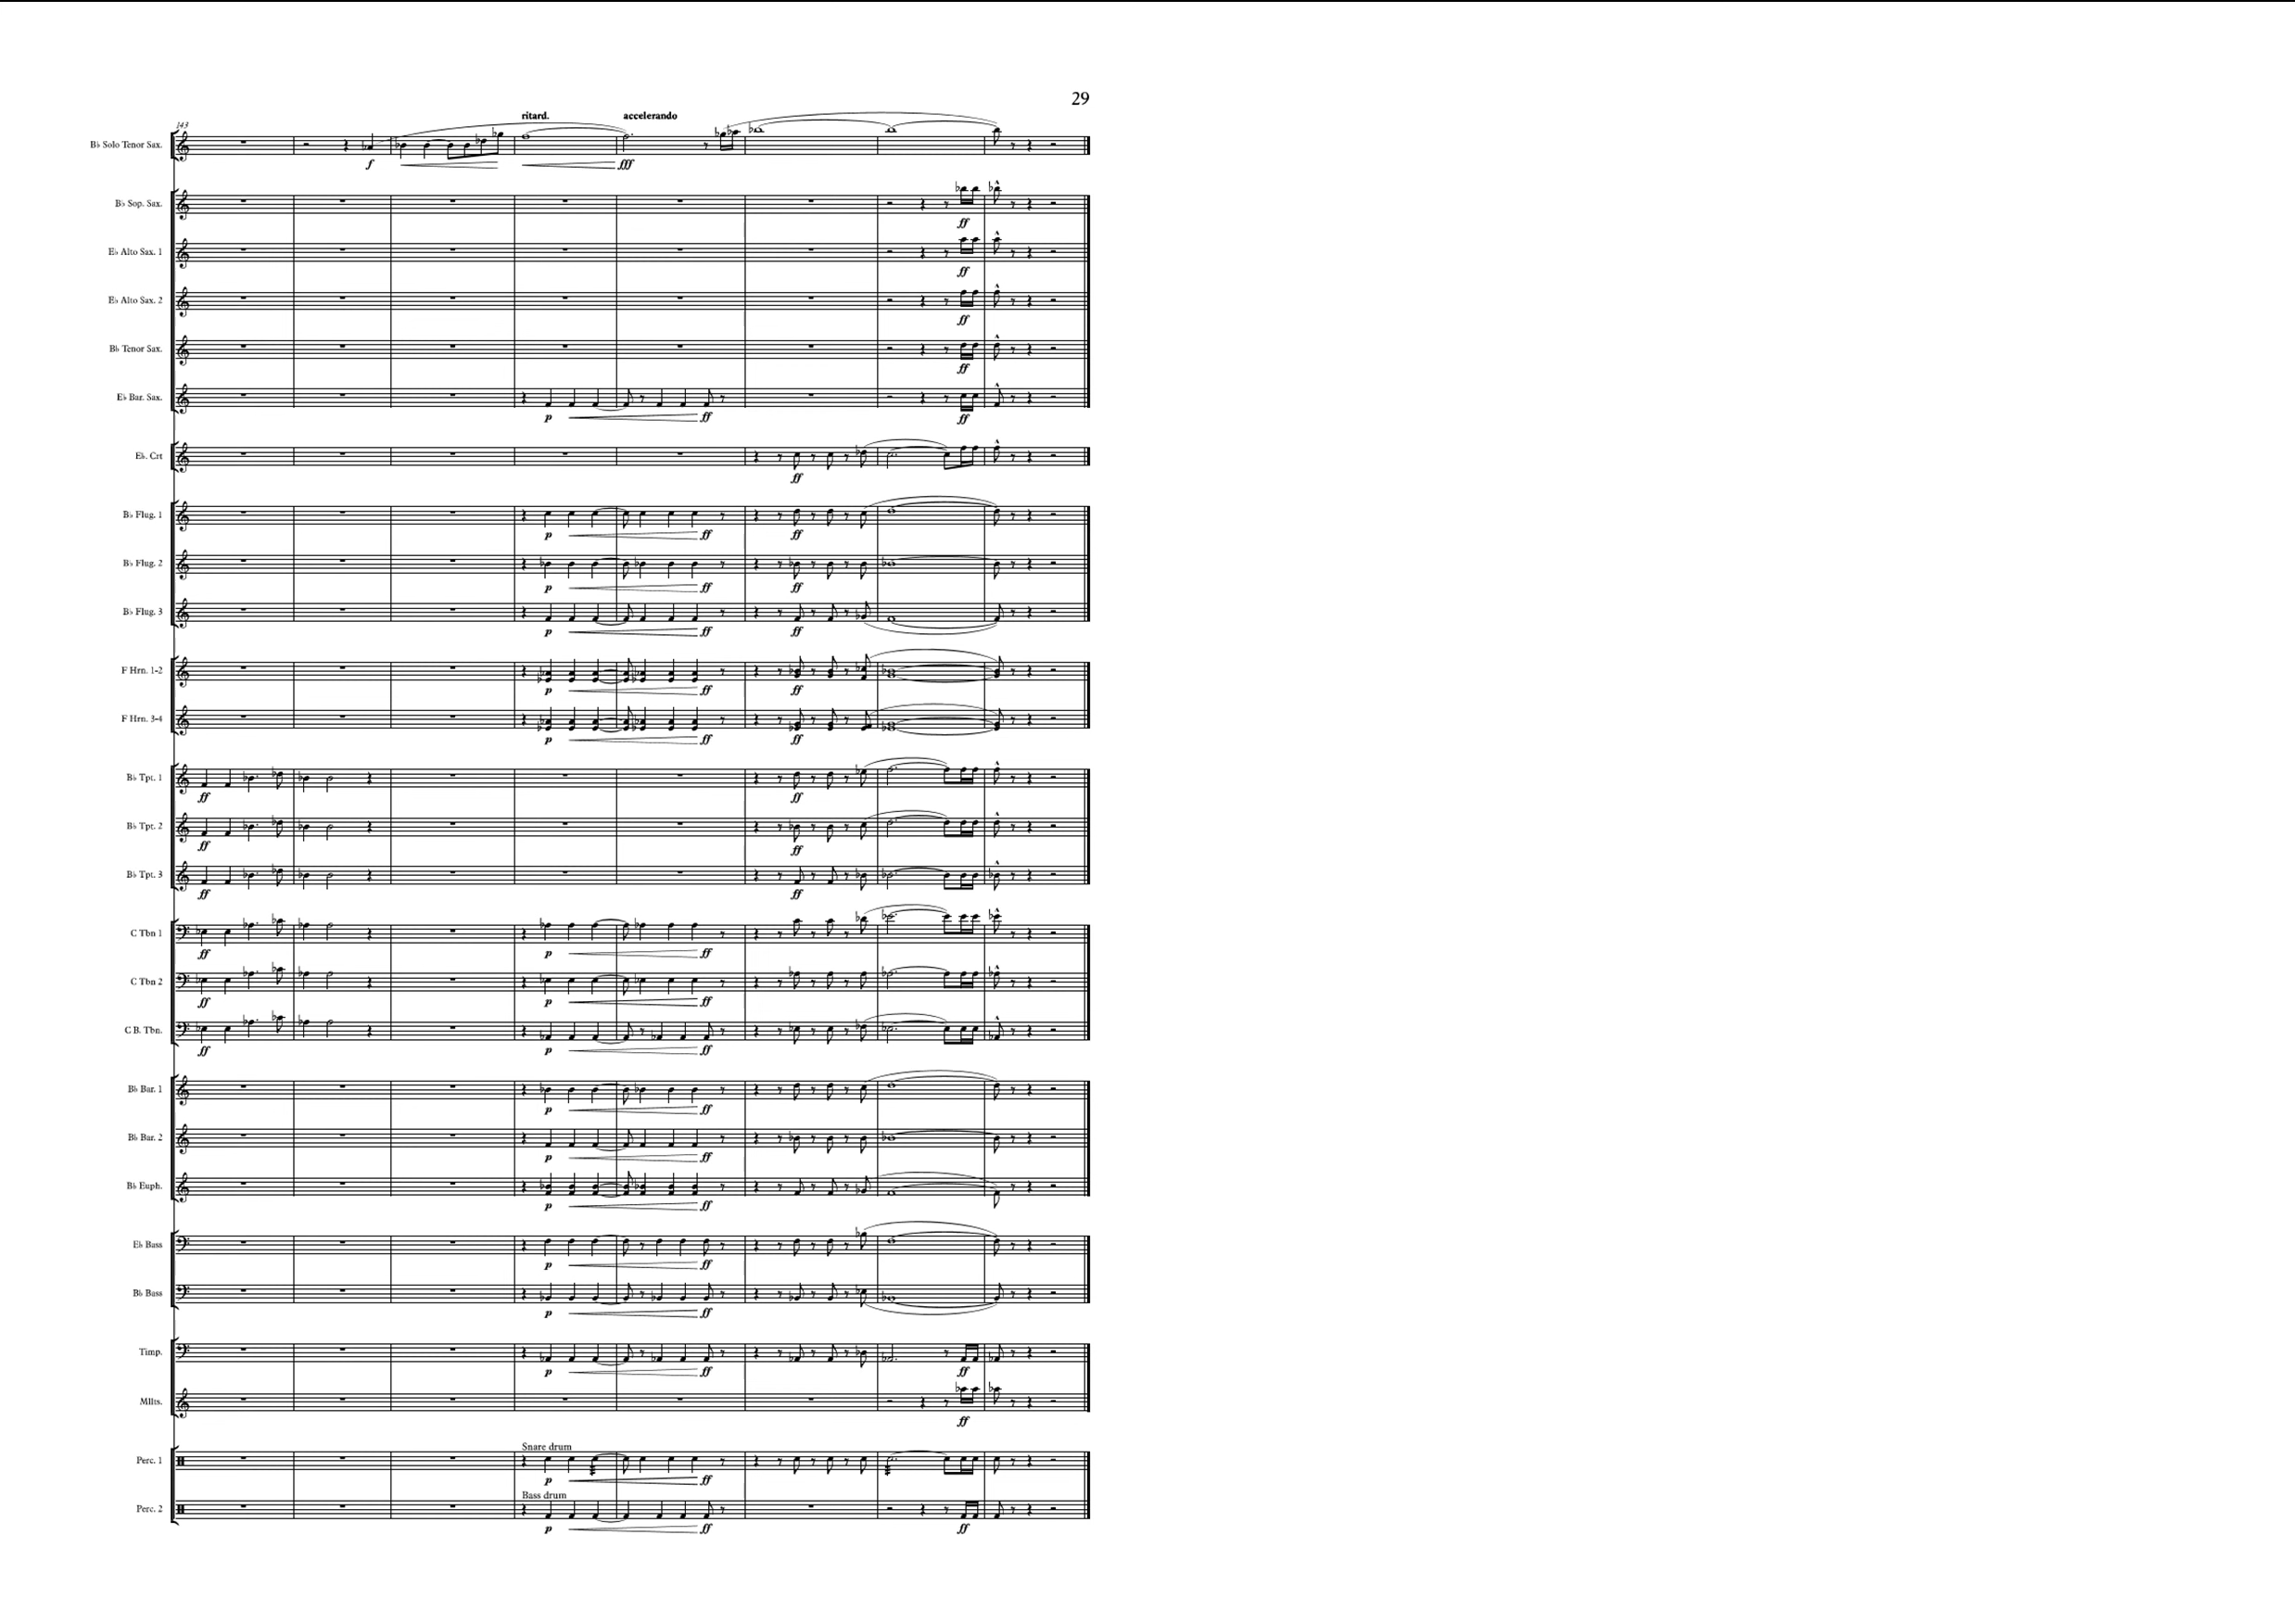 29
ritard. accelerando
143
B♭ Solo Tenor Sax.
f fff
B♭ Sop. Sax.
ff
E♭ Alto Sax. 1
ff
E♭ Alto Sax. 2
ff
B♭ Tenor Sax.
ff
E♭ Bar. Sax.
p ff ff
E♭. Crt
ff
B♭ Flug. 1
p ff ff
B♭ Flug. 2
p ff ff
B♭ Flug. 3
p ff ff
F Hrn. 1-2
p ff ff
F Hrn. 3-4
p ff ff
B♭ Tpt. 1
ff ff
B♭ Tpt. 2
ff ff
B♭ Tpt. 3
ff ff
C Tbn 1
ff p ff
C Tbn 2
ff p ff
C B. Tbn.
ff p ff
B♭ Bar. 1
p ff
B♭ Bar. 2
p ff
B♭ Euph.
p ff
E♭ Bass
p ff
B♭ Bass
p ff
Timp.
p ff ff
Mllts.
ff
Snare drum
Perc. 1
p ff
Bass drum
Perc. 2
p ff ff